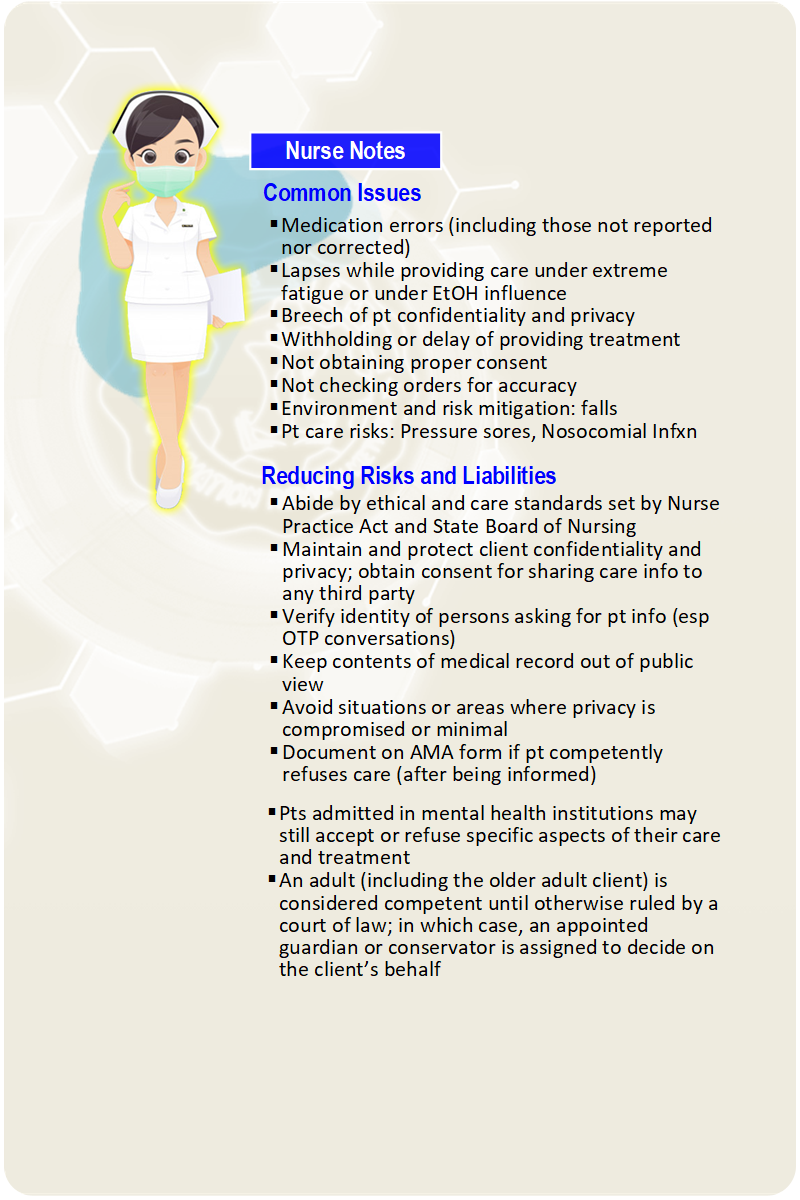 Nurse Notes
Common Issues
▪Medication errors (including those not reported
nor corrected)
▪Lapses while providing care under extreme
fatigue or under EtOH influence
▪Breech of pt confidentiality and privacy
▪Withholding or delay of providing treatment
▪Not obtaining proper consent
▪Not checking orders for accuracy
▪Environment and risk mitigation: falls
▪Pt care risks: Pressure sores, Nosocomial Infxn
Reducing Risks and Liabilities
▪Abide by ethical and care standards set by Nurse
Practice Act and State Board of Nursing
▪Maintain and protect client confidentiality and
privacy; obtain consent for sharing care info to
any third party
▪Verify identity of persons asking for pt info (esp
OTP conversations)
▪Keep contents of medical record out of public
view
▪Avoid situations or areas where privacy is
compromised or minimal
▪Document on AMA form if pt competently
refuses care (after being informed)
▪Pts admitted in mental health institutions may
still accept or refuse specific aspects of their care
and treatment
▪An adult (including the older adult client) is
considered competent until otherwise ruled by a
court of law; in which case, an appointed
guardian or conservator is assigned to decide on
the client’s behalf